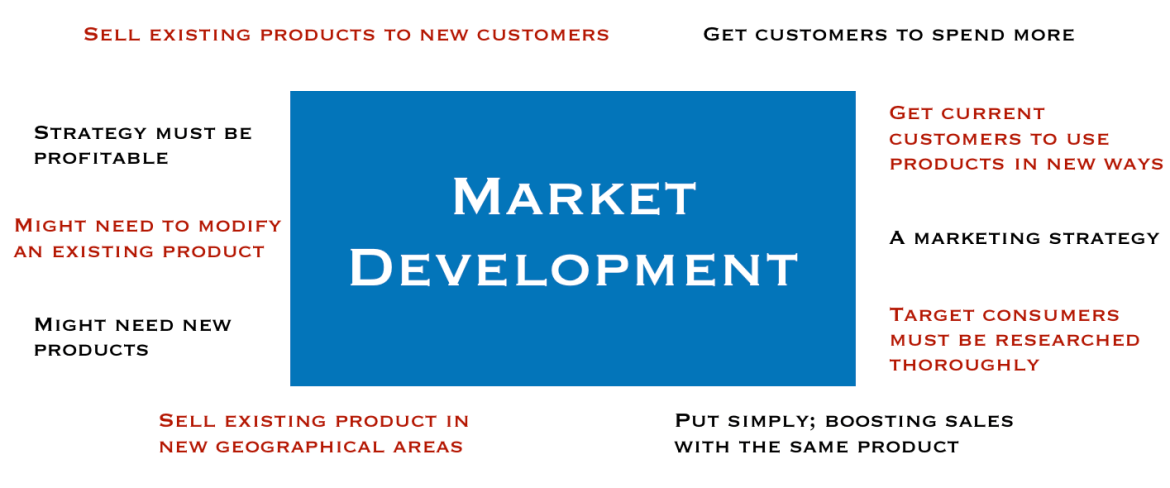 Sell existing products to new customers
Get customers to spend more
Strategy must be
profitable
Might need to modify
an existing product
Might need new
products
Market
Development
Get current
customers to use
products in new ways
A marketing strategy
Target consumers
must be researched
thoroughly
Sell existing product in
new geographical areas
Put simply; boosting sales
with the same product